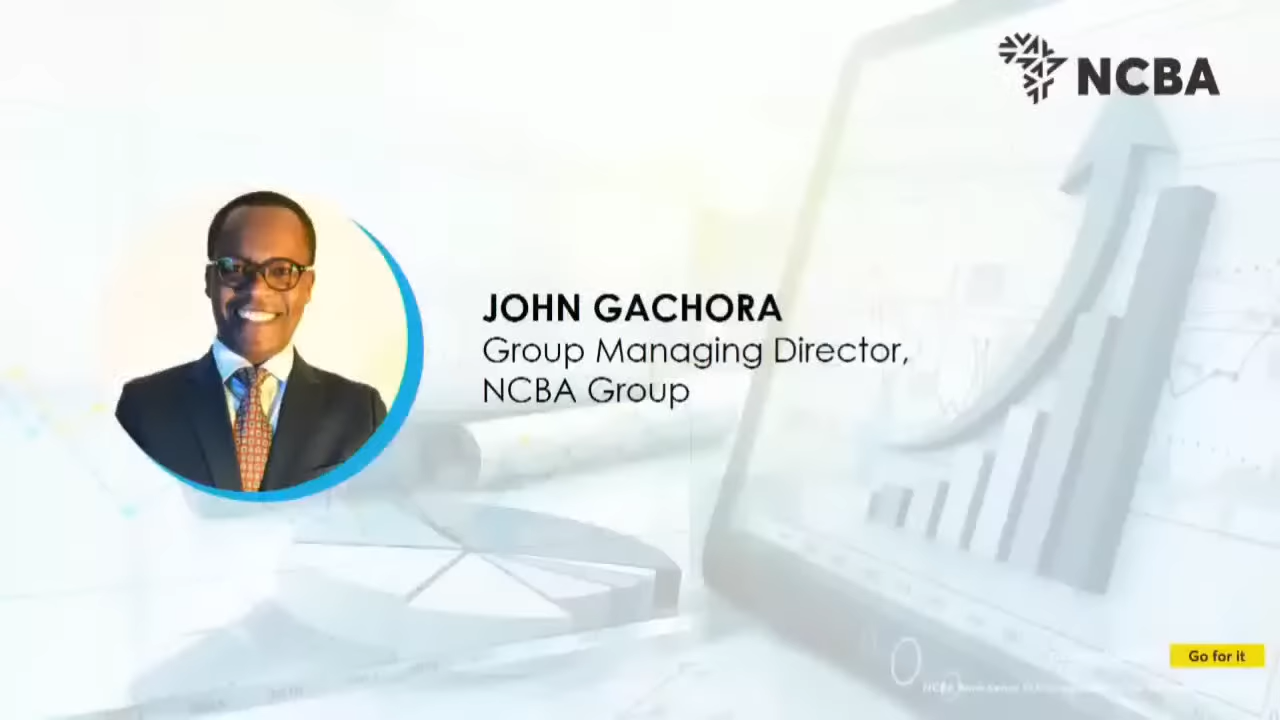 NCBA
JOHN GACHORA
Group Managing Director,
NCBA Group
Go for it